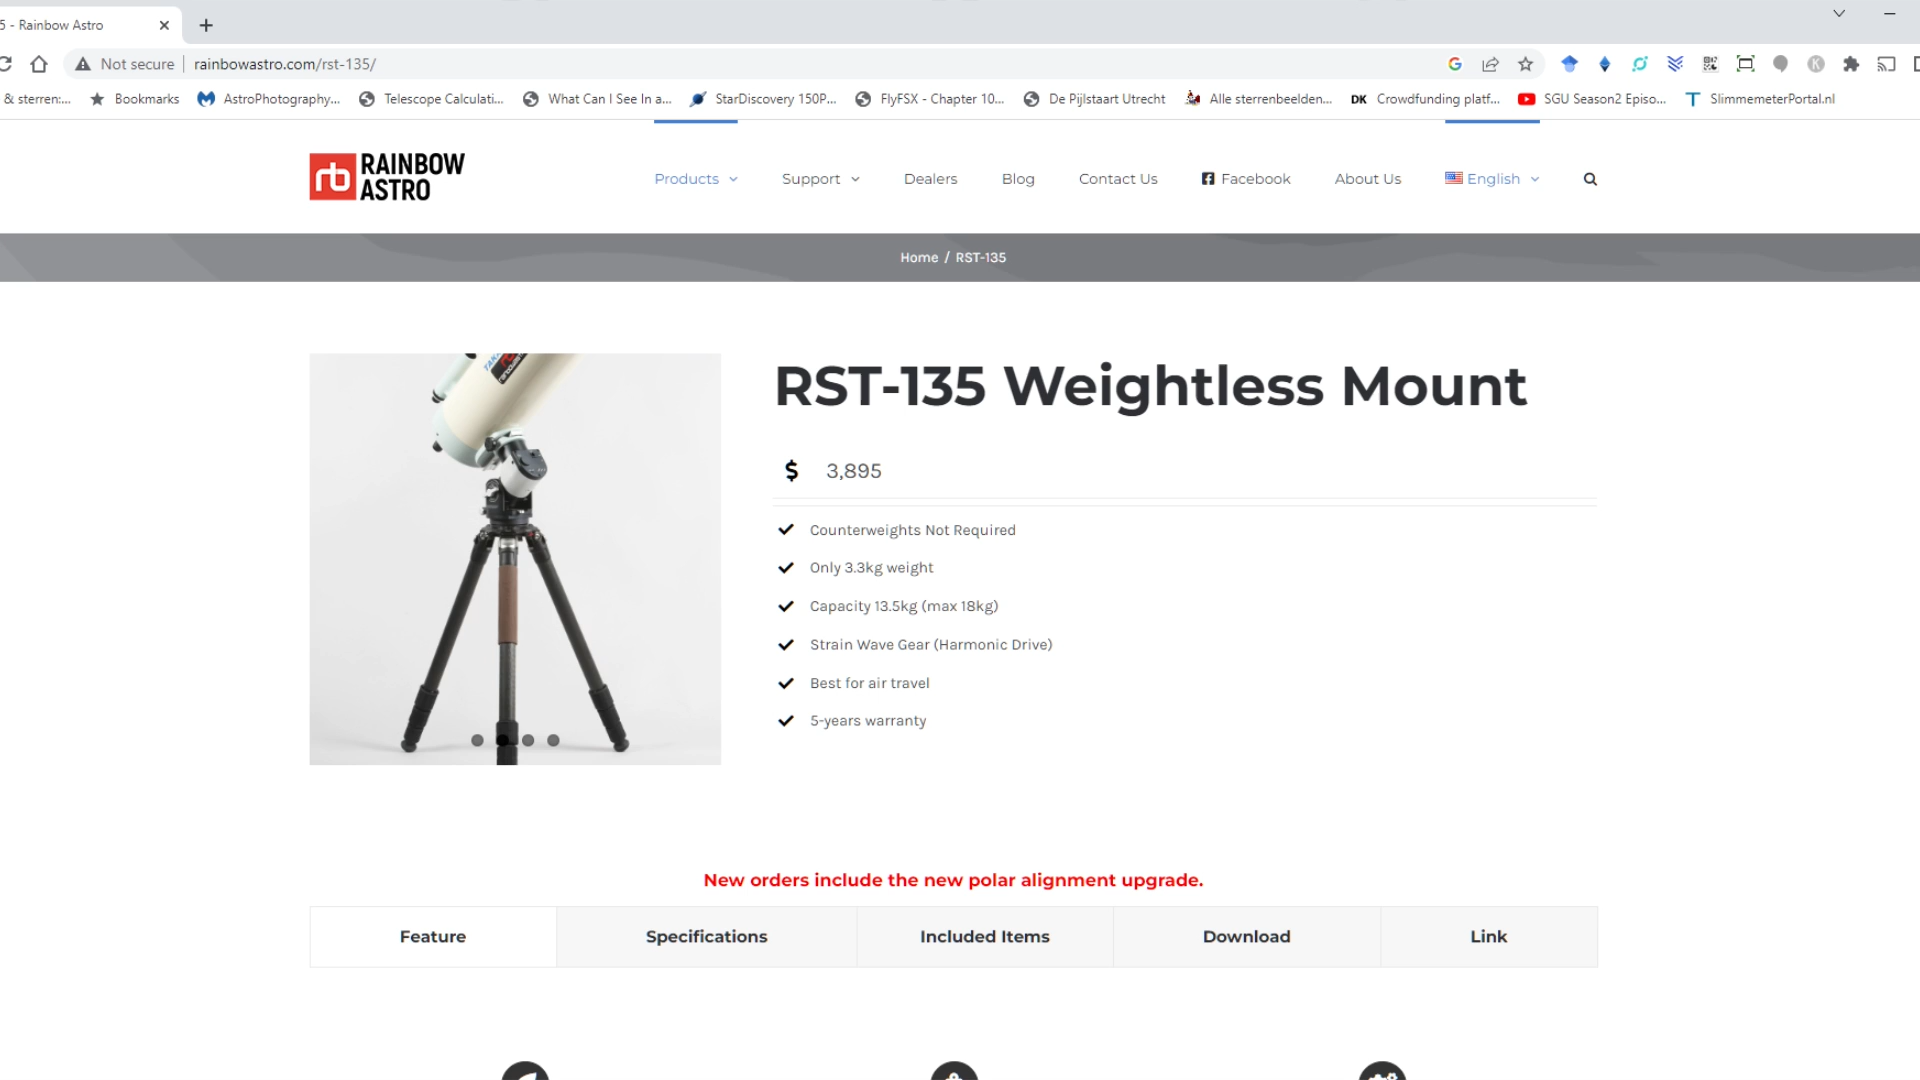 5 - Rainbow Astro
Not secure rainbowastro.com/rst-135/
& sterren:... Bookmarks AstroPhotography... Telescope Calculati... What Can I See In a... StarDiscovery 150P... FlyFSX - Chapter 10... De Pijlstaart Utrecht Alle sterrenbeelden... DK Crowdfunding platf... SGU Season2 Episo... SlimmemeterPortal.nl
rb RAINBOW
ASTRO
Products Support Dealers Blog Contact Us Facebook About Us English
Home / RST-135
RST-135 Weightless Mount
$ 3,895
Counterweights Not Required
Only 3.3kg weight
Capacity 13.5kg (max 18kg)
Strain Wave Gear (Harmonic Drive)
Best for air travel
5-years warranty
New orders include the new polar alignment upgrade.
Feature Specifications Included Items Download Link